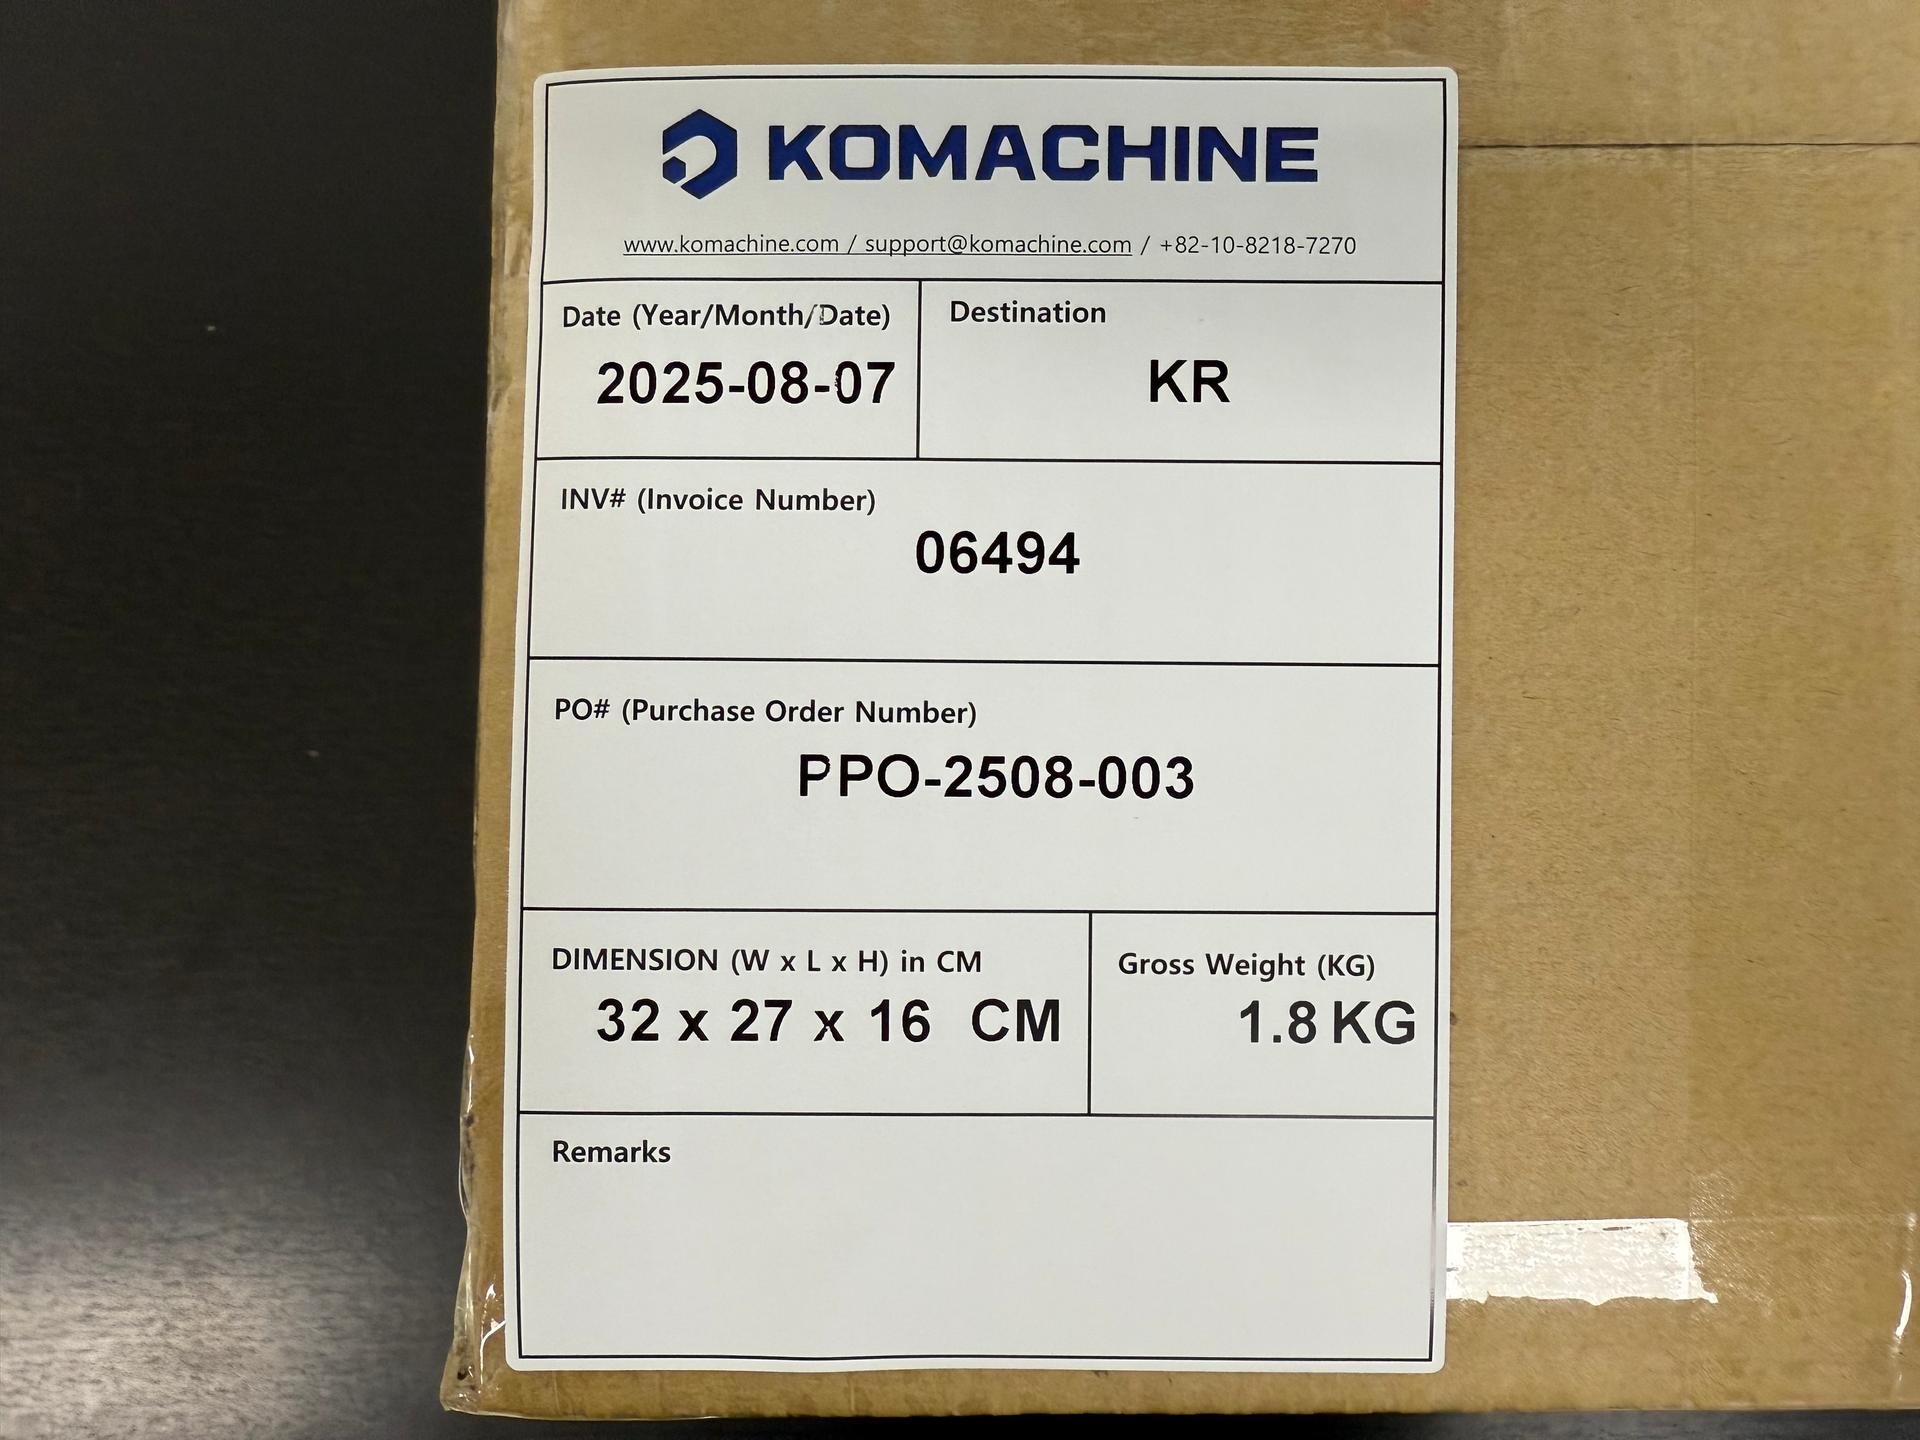 KOMACHINE
www.komachine.com / support@komachine.com / +82-10-8218-7270
Date (Year/Month/Date)
2025-08-07
Destination
KR
INV# (Invoice Number)
06494
PO# (Purchase Order Number)
PPO-2508-003
DIMENSION (W x L x H) in CM
32 x 27 x 16 CM
Gross Weight (KG)
1.8 KG
Remarks